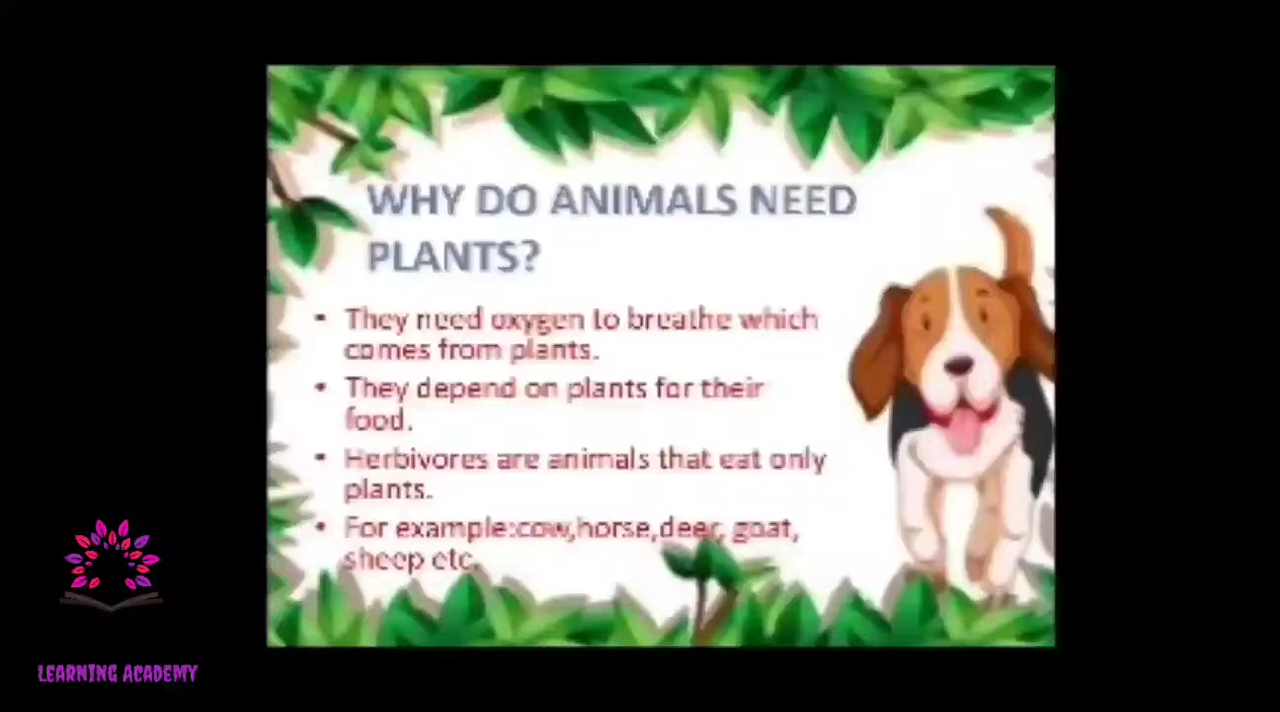 WHY DO ANIMALS NEED
PLANTS?
• They need oxygen to breathe which
comes from plants.
• They depend on plants for their
food.
• Herbivores are animals that eat only
plants.
• For example:cow,horse,deer, goat,
sheep etc.
LEARNING ACADEMY